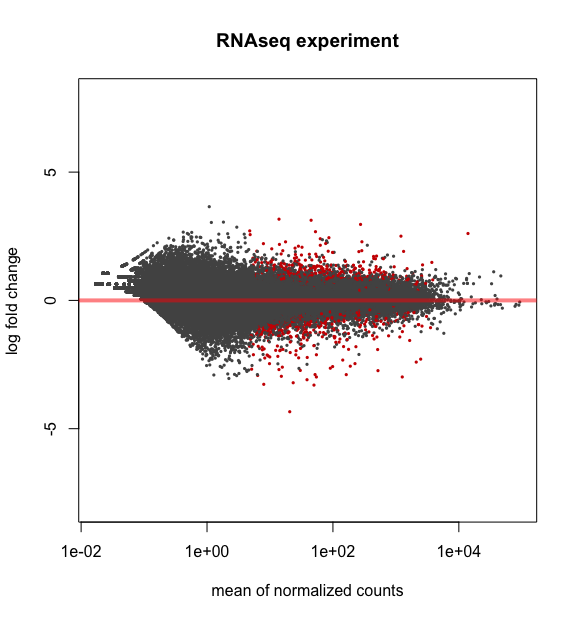 RNAseq experiment
log fold change
5
0
-5
1e-02 1e+00 1e+02 1e+04
mean of normalized counts